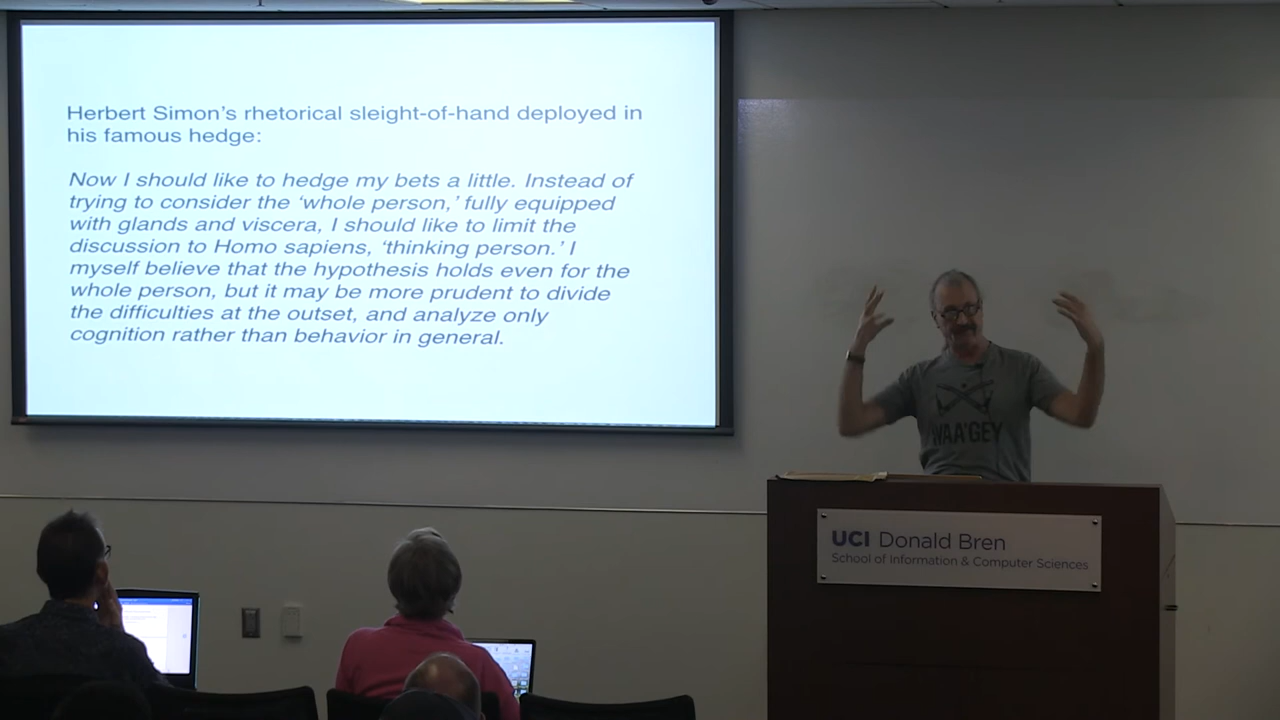 Herbert Simon’s rhetorical sleight-of-hand deployed in
his famous hedge:
Now I should like to hedge my bets a little. Instead of
trying to consider the ‘whole person,’ fully equipped
with glands and viscera, I should like to limit the
discussion to Homo sapiens, ‘thinking person.’ I
myself believe that the hypothesis holds even for the
whole person, but it may be more prudent to divide
the difficulties at the outset, and analyze only
cognition rather than behavior in general.
WAA'GEY
UCI Donald Bren
School of Information & Computer Sciences